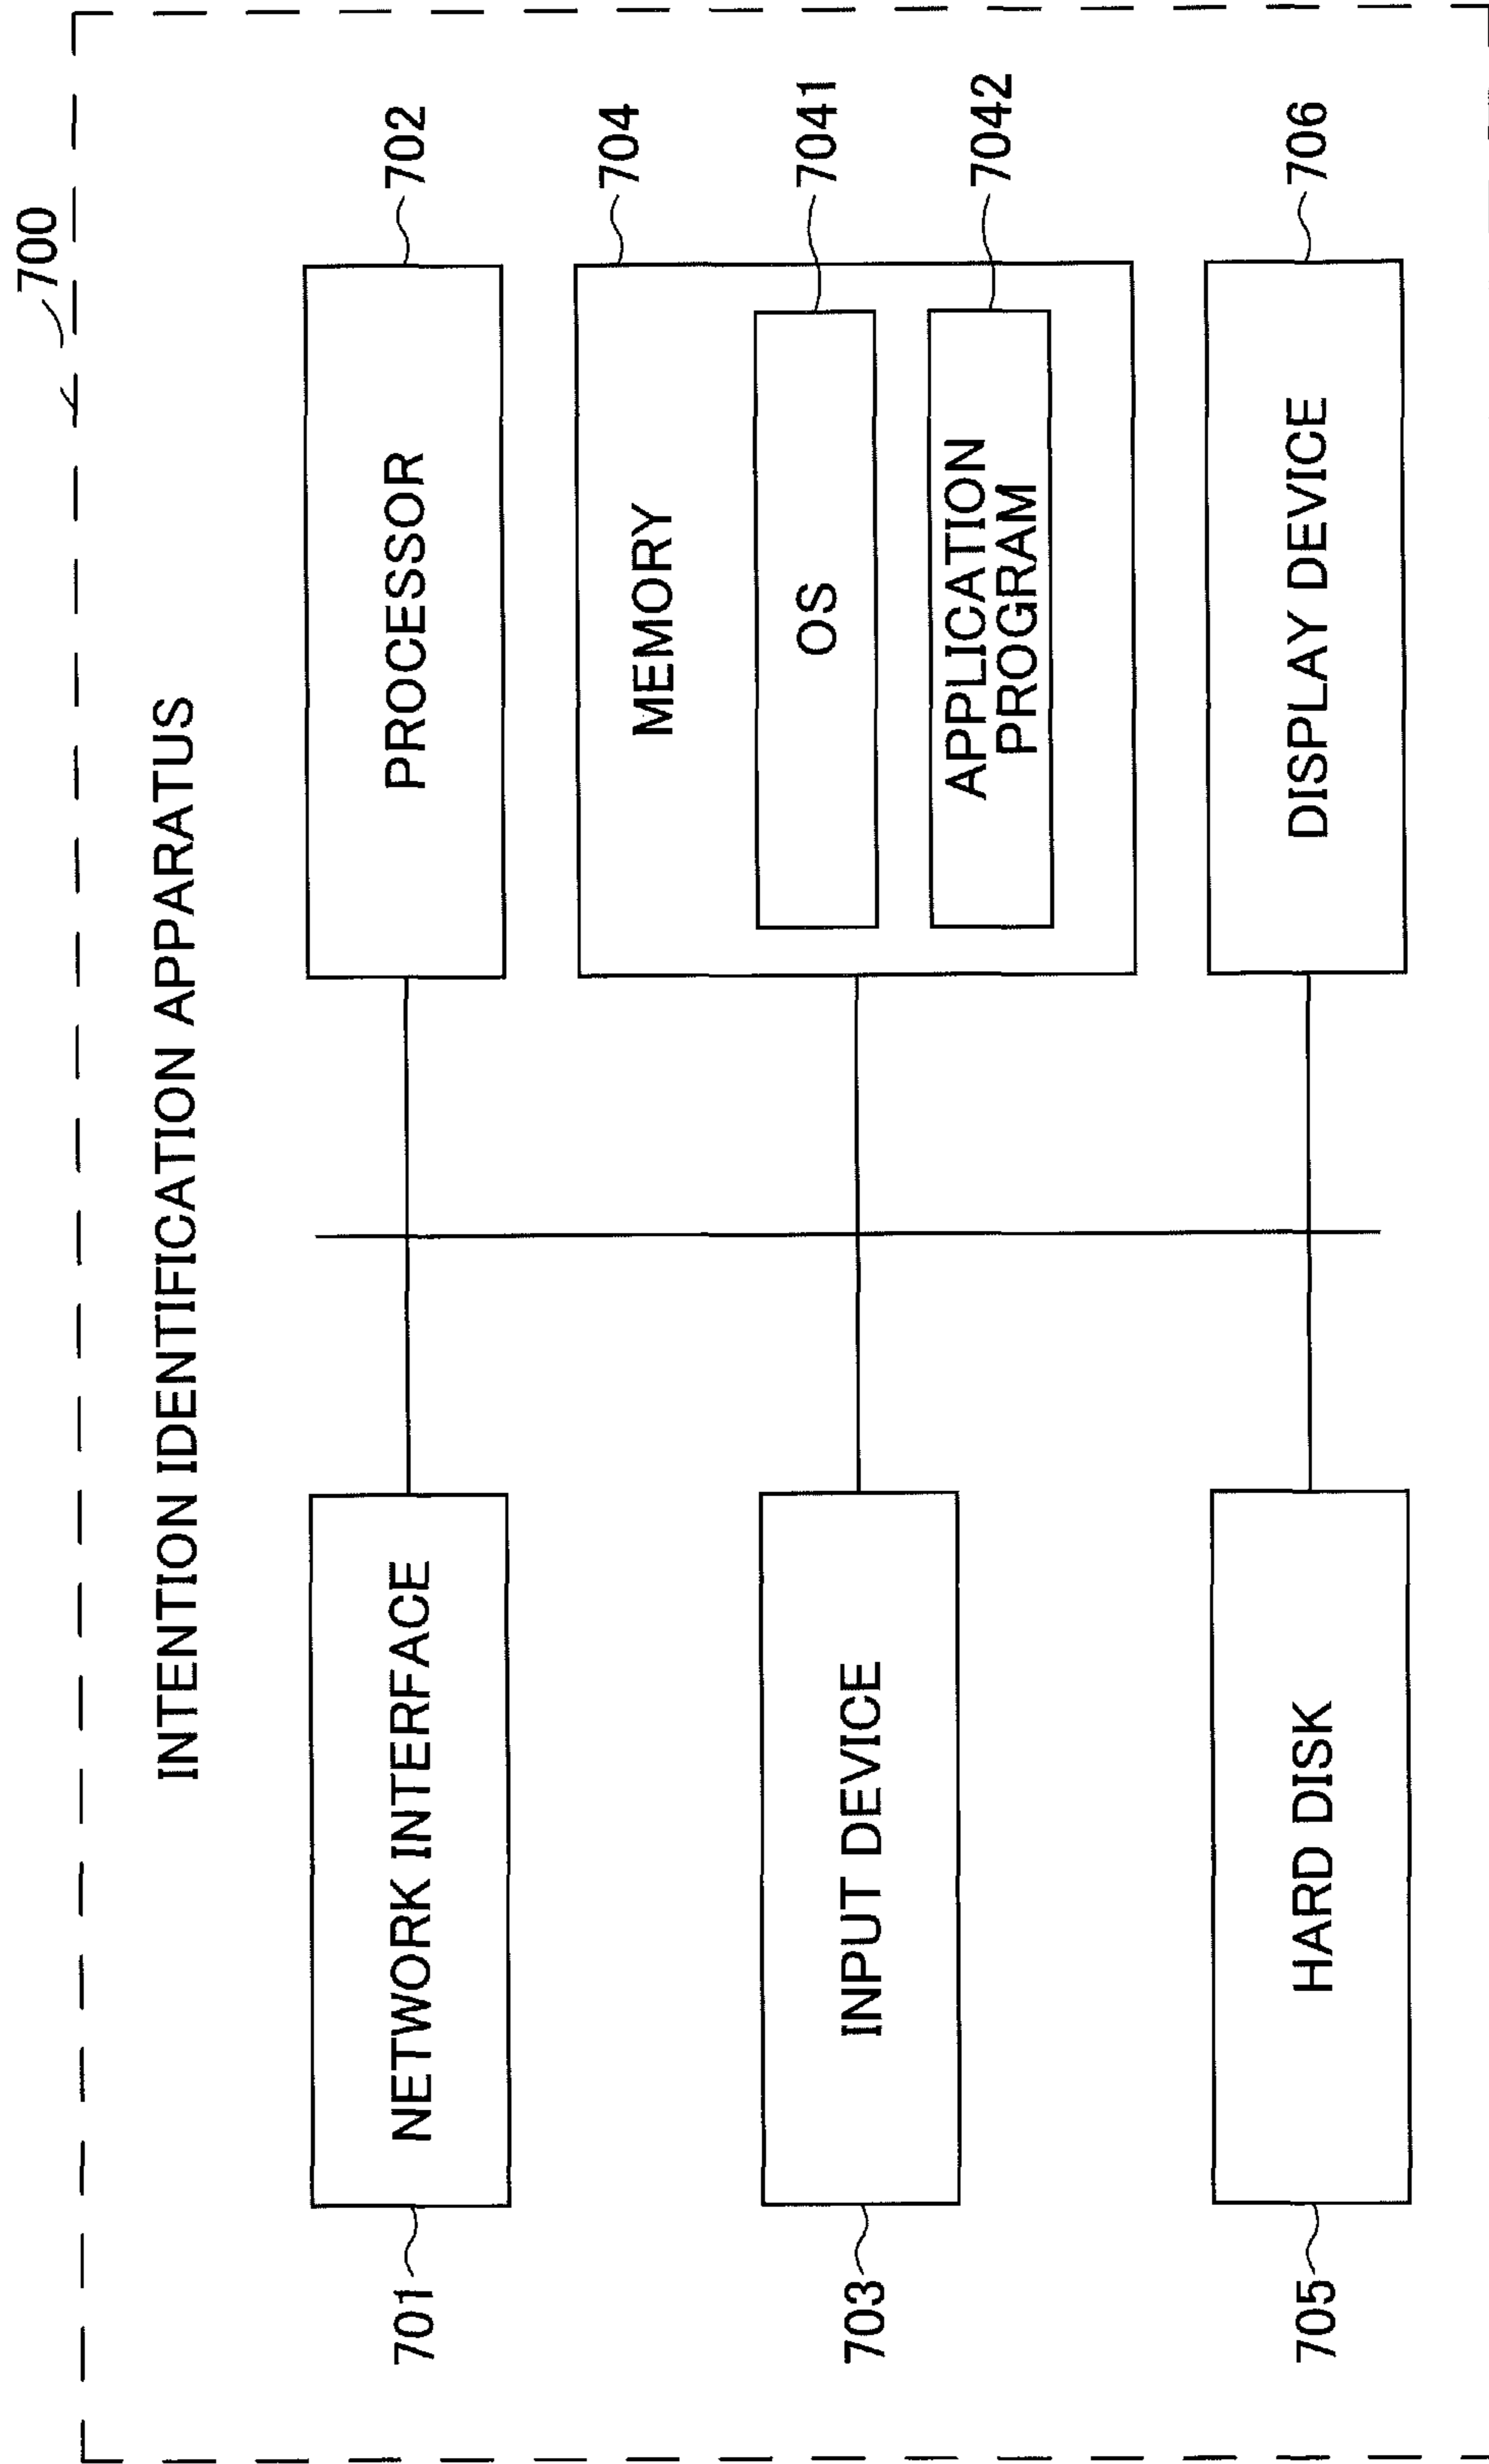 700
INTENTION IDENTIFICATION APPARATUS
701
NETWORK INTERFACE
PROCESSOR
702
MEMORY
704
703
INPUT DEVICE
OS
7041
APPLICATION
PROGRAM
7042
705
HARD DISK
DISPLAY DEVICE
706